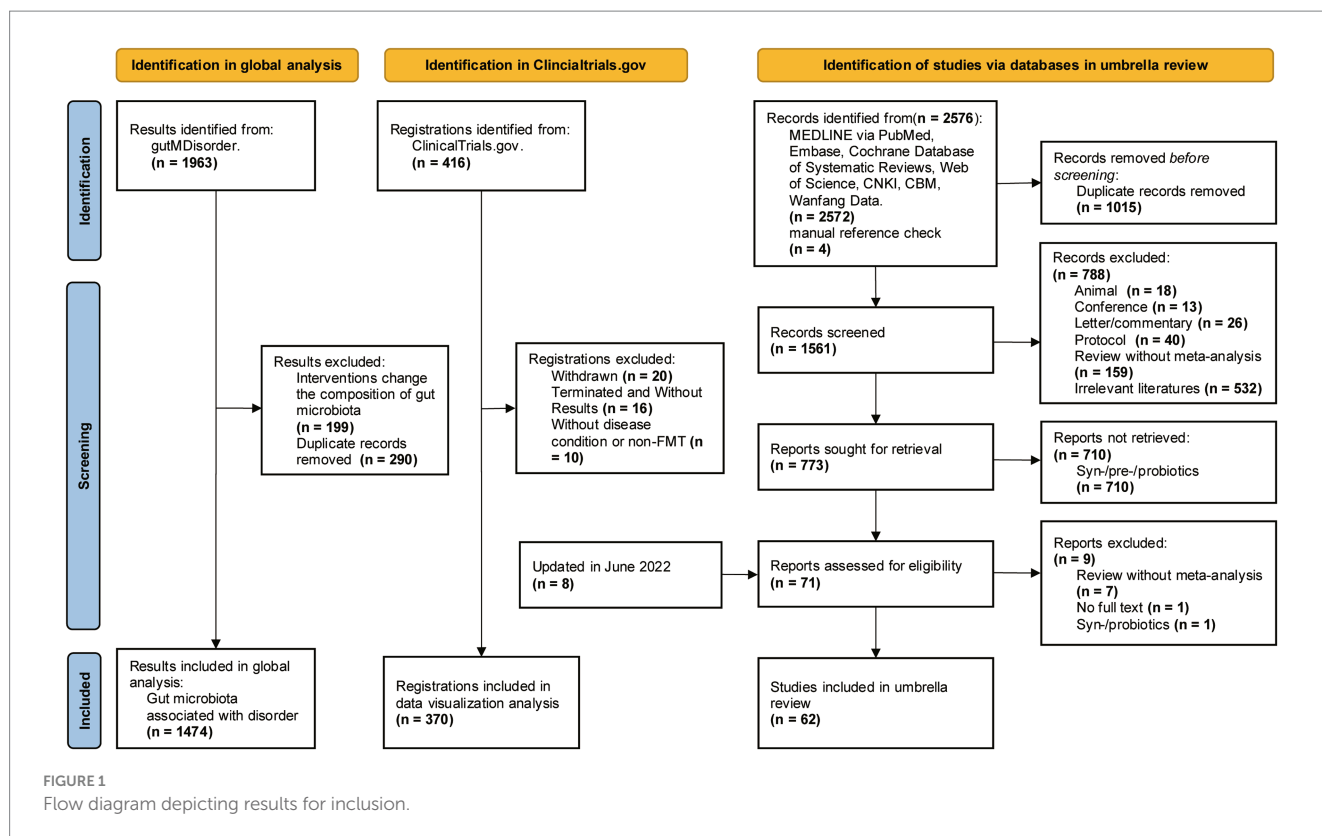 Identification in global analysis
Identification in Clincialtrials.gov
Identification of studies via databases in umbrella review
Identification
Results identified from:
gutMDisorder.
(n = 1963)
Registrations identified from:
ClinicalTrials.gov.
(n = 416)
Records identified from(n = 2576):
MEDLINE via PubMed,
Embase, Cochrane Database
of Systematic Reviews, Web
of Science, CNKI, CBM,
Wanfang Data.
(n = 2572)
manual reference check
(n = 4)
Records removed before
screening:
Duplicate records removed
(n = 1015)
Screening
Results excluded:
Interventions change
the composition of gut
microbiota
(n = 199)
Duplicate records
removed (n = 290)
Registrations excluded:
Withdrawn (n = 20)
Terminated and Without
Results (n = 16)
Without disease
condition or non-FMT (n
= 10)
Records screened
(n = 1561)
Records excluded:
(n = 788)
Animal (n = 18)
Conference (n = 13)
Letter/commentary (n = 26)
Protocol (n = 40)
Review without meta-analysis
(n = 159)
Irrelevant literatures (n = 532)
Reports sought for retrieval
(n = 773)
Reports not retrieved:
(n = 710)
Syn-/pre-/probiotics
(n = 710)
Updated in June 2022
(n = 8)
Reports assessed for eligibility
(n = 71)
Reports excluded:
(n = 9)
Review without meta-analysis
(n = 7)
No full text (n = 1)
Syn-/probiotics (n = 1)
Included
Results included in global
analysis:
Gut microbiota
associated with disorder
(n = 1474)
Registrations included in
data visualization analysis
(n = 370)
Studies included in umbrella
review
(n = 62)
FIGURE 1
Flow diagram depicting results for inclusion.